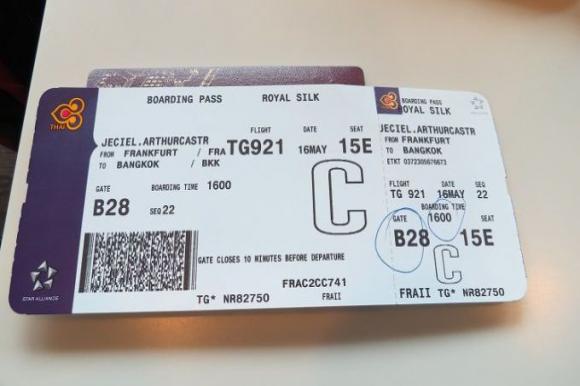 BOARDING PASS ROYAL SILK
THAI
JECIEL.ARTHURCASTR
FLIGHT DATE SEAT
FROM FRANKFURT / FRA TG921 16MAY 15E
TO BANGKOK / BKK
GATE BOARDING TIME 1600
B28 SEQ 22
C
GATE CLOSES 10 MINUTES BEFORE DEPARTURE
FRAC2CC741
TG* NR82750 FRAII
STAR ALLIANCE
BOARDING PASS
ROYAL SILK
JECIEL.ARTHURCASTR
FROM FRANKFURT
TO BANGKOK
ETKT 0372305676673
FLIGHT DATE SEQ
TG 921 16MAY 22
BOARDING TIME
GATE 1600 SEAT
B28 15E
C
FRAII TG* NR82750